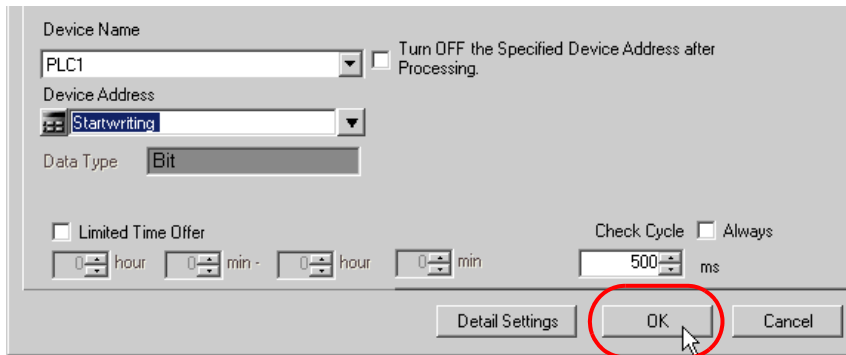 Device Name
PLC1
Turn OFF the Specified Device Address after
Processing.
Device Address
Startwriting
Data Type Bit
Limited Time Offer
Check Cycle Always
0 hour 0 min - 0 hour 0 min
500 ms
Detail Settings OK Cancel